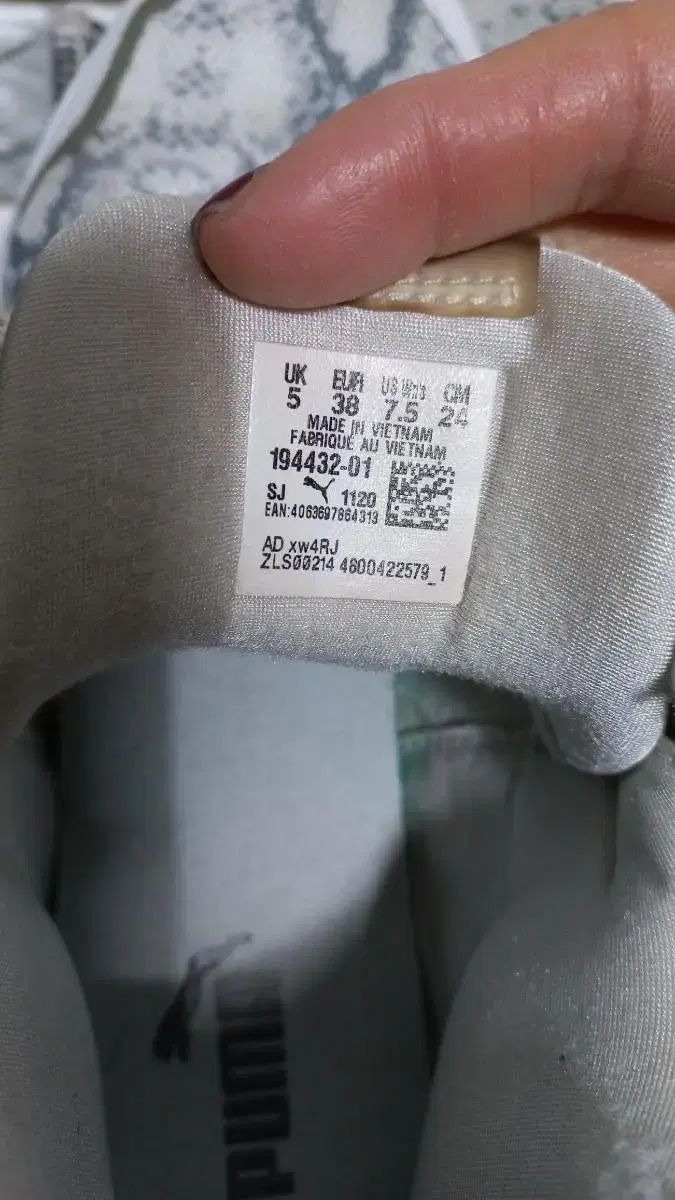 UK EUR US Wns CM
5 38 7.5 24
MADE IN VIETNAM
FABRIQUÉ AU VIETNAM
194432-01
SJ 1120
EAN:4063697864313
AD xw4RJ
ZLS00214 4600422579_1
PUMA